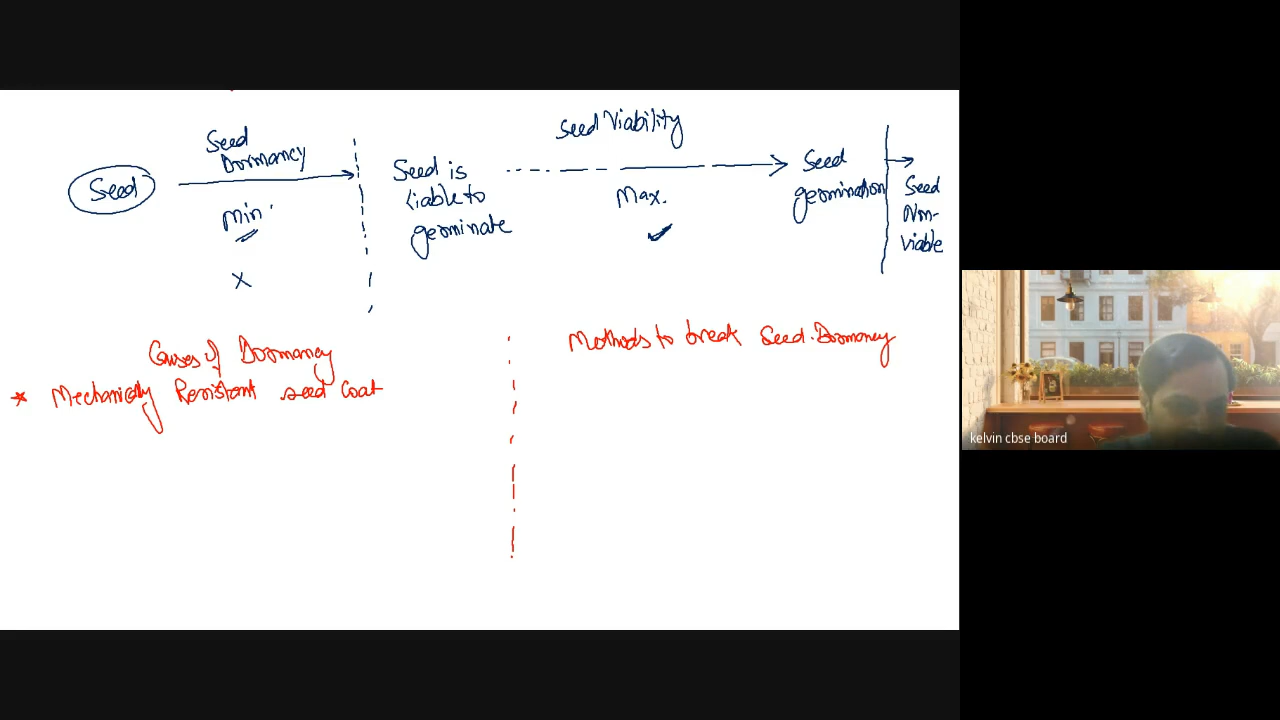 Seed
Seed
Dormancy
Min.
x
Seed is
liable to
germinate
Seed Viability
Max.
Seed
germination
Seed
Non-
viable
Causes of Dormancy
* Mechanically Resistant seed coat
Methods to break Seed Dormancy
kelvin cbse board